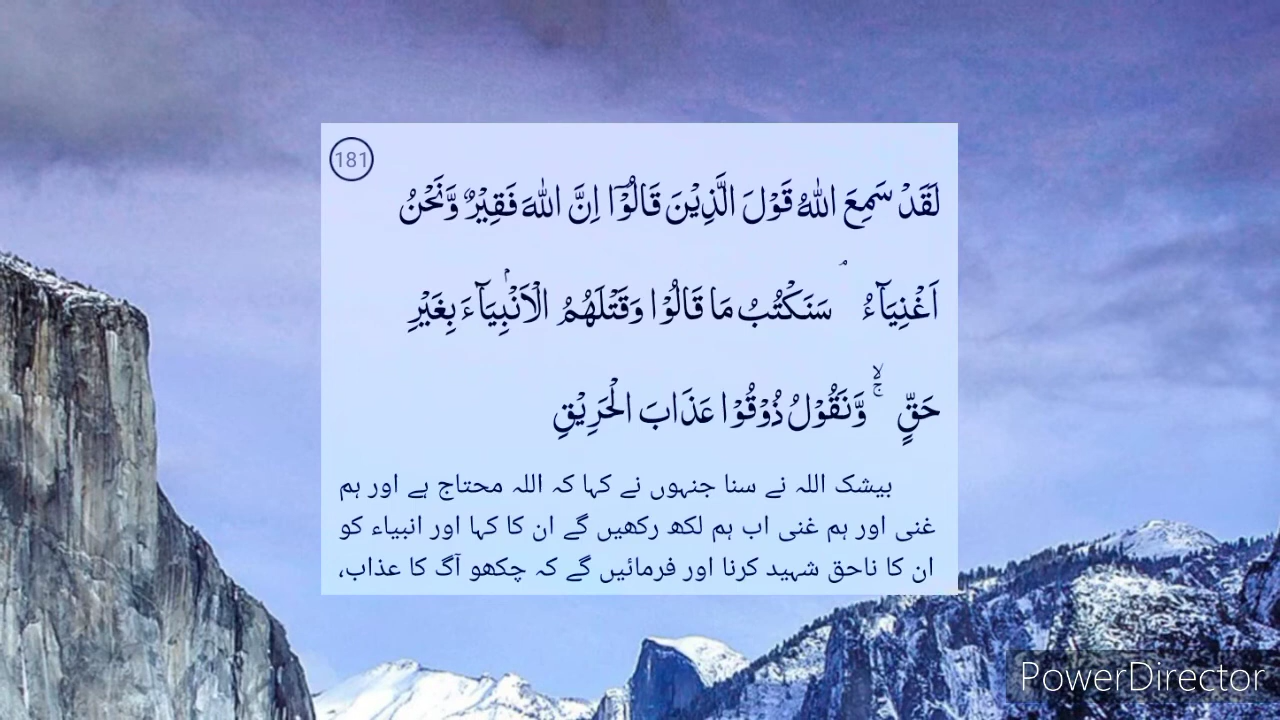 181
لَقَدْ سَمِعَ اللّٰهُ قَوْلَ الَّذِیْنَ قَالُوْۤا اِنَّ اللّٰهَ فَقِیْرٌ وَّنَحْنُ
اَغْنِیَآءُ ۘ سَنَكْتُبُ مَا قَالُوْا وَقَتْلَهُمُ الْاَنْۢبِیَآءَ بِغَیْرِ
حَقٍّ ۙۚ وَّنَقُوْلُ ذُوْقُوْا عَذَابَ الْحَرِیْقِ
بیشک اللہ نے سنا جنہوں نے کہا کہ اللہ محتاج ہے اور ہم
غنی اور ہم غنی اب ہم لکھ رکھیں گے ان کا کہا اور انبیاء کو
ان کا ناحق شہید کرنا اور فرمائیں گے کہ چکھو آگ کا عذاب،
PowerDirector